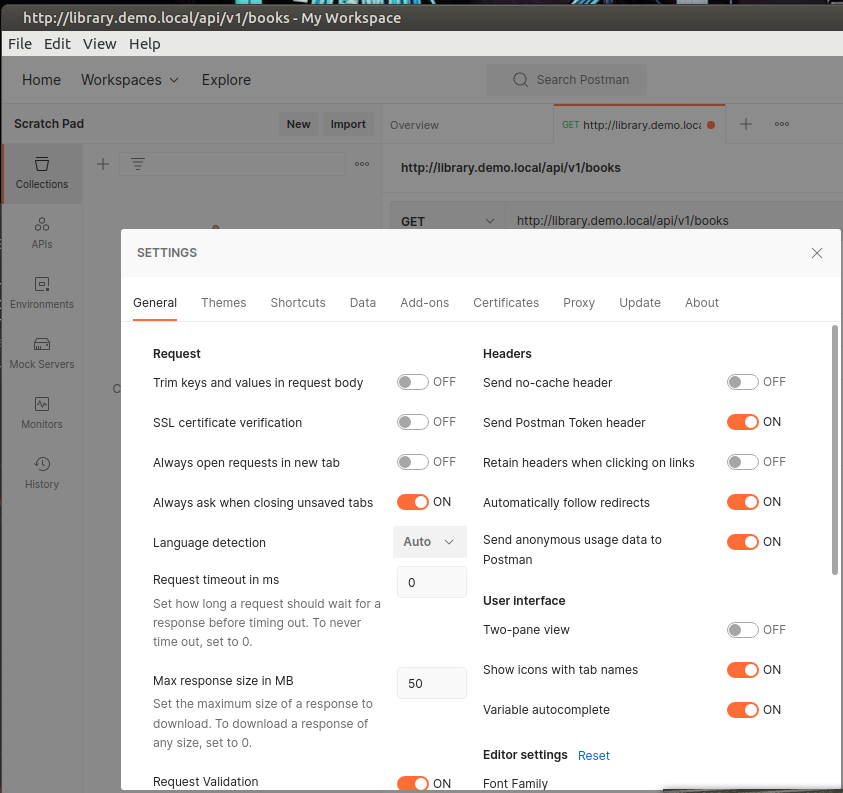 http://library.demo.local/api/v1/books - My Workspace
File Edit View Help
Home Workspaces Explore Search Postman
Scratch Pad New Import Overview GET http://library.demo.loca
Collections
http://library.demo.local/api/v1/books
APIs
GET http://library.demo.local/api/v1/books
Environments
Mock Servers
C
Monitors
History
SETTINGS
General Themes Shortcuts Data Add-ons Certificates Proxy Update About
Request
Trim keys and values in request body OFF
SSL certificate verification OFF
Always open requests in new tab OFF
Always ask when closing unsaved tabs ON
Language detection Auto
Request timeout in ms 0
Set how long a request should wait for a
response before timing out. To never
time out, set to 0.
Max response size in MB 50
Set the maximum size of a response to
download. To download a response of
any size, set to 0.
Request Validation ON
Headers
Send no-cache header OFF
Send Postman Token header ON
Retain headers when clicking on links OFF
Automatically follow redirects ON
Send anonymous usage data to
Postman ON
User interface
Two-pane view OFF
Show icons with tab names ON
Variable autocomplete ON
Editor settings Reset
Font Family